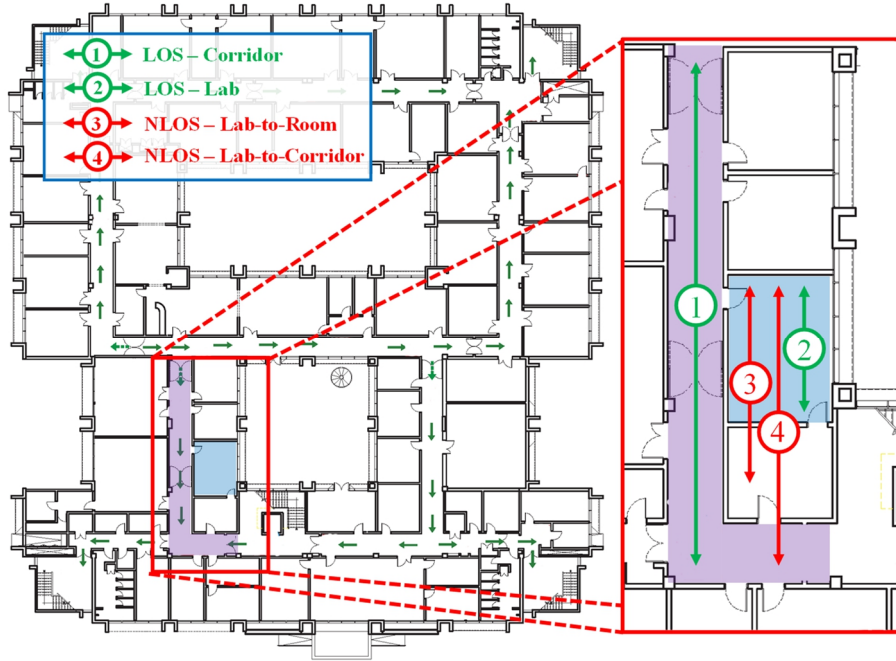 1 LOS – Corridor
2 LOS – Lab
3 NLOS – Lab-to-Room
4 NLOS – Lab-to-Corridor
1
2
3
4